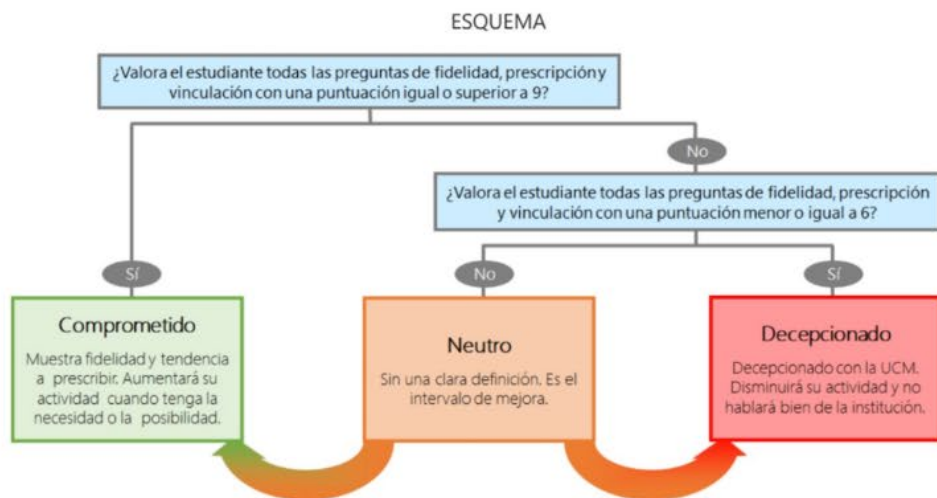 ESQUEMA
¿Valora el estudiante todas las preguntas de fidelidad, prescripción y
vinculación con una puntuación igual o superior a 9?
No
¿Valora el estudiante todas las preguntas de fidelidad, prescripción
y vinculación con una puntuación menor o igual a 6?
Sí
No
Sí
Comprometido
Muestra fidelidad y tendencia
a prescribir. Aumentará su
actividad cuando tenga la
necesidad o la posibilidad.
Neutro
Sin una clara definición. Es el
intervalo de mejora.
Decepcionado
Decepcionado con la UCM.
Disminuirá su actividad y no
hablará bien de la institución.